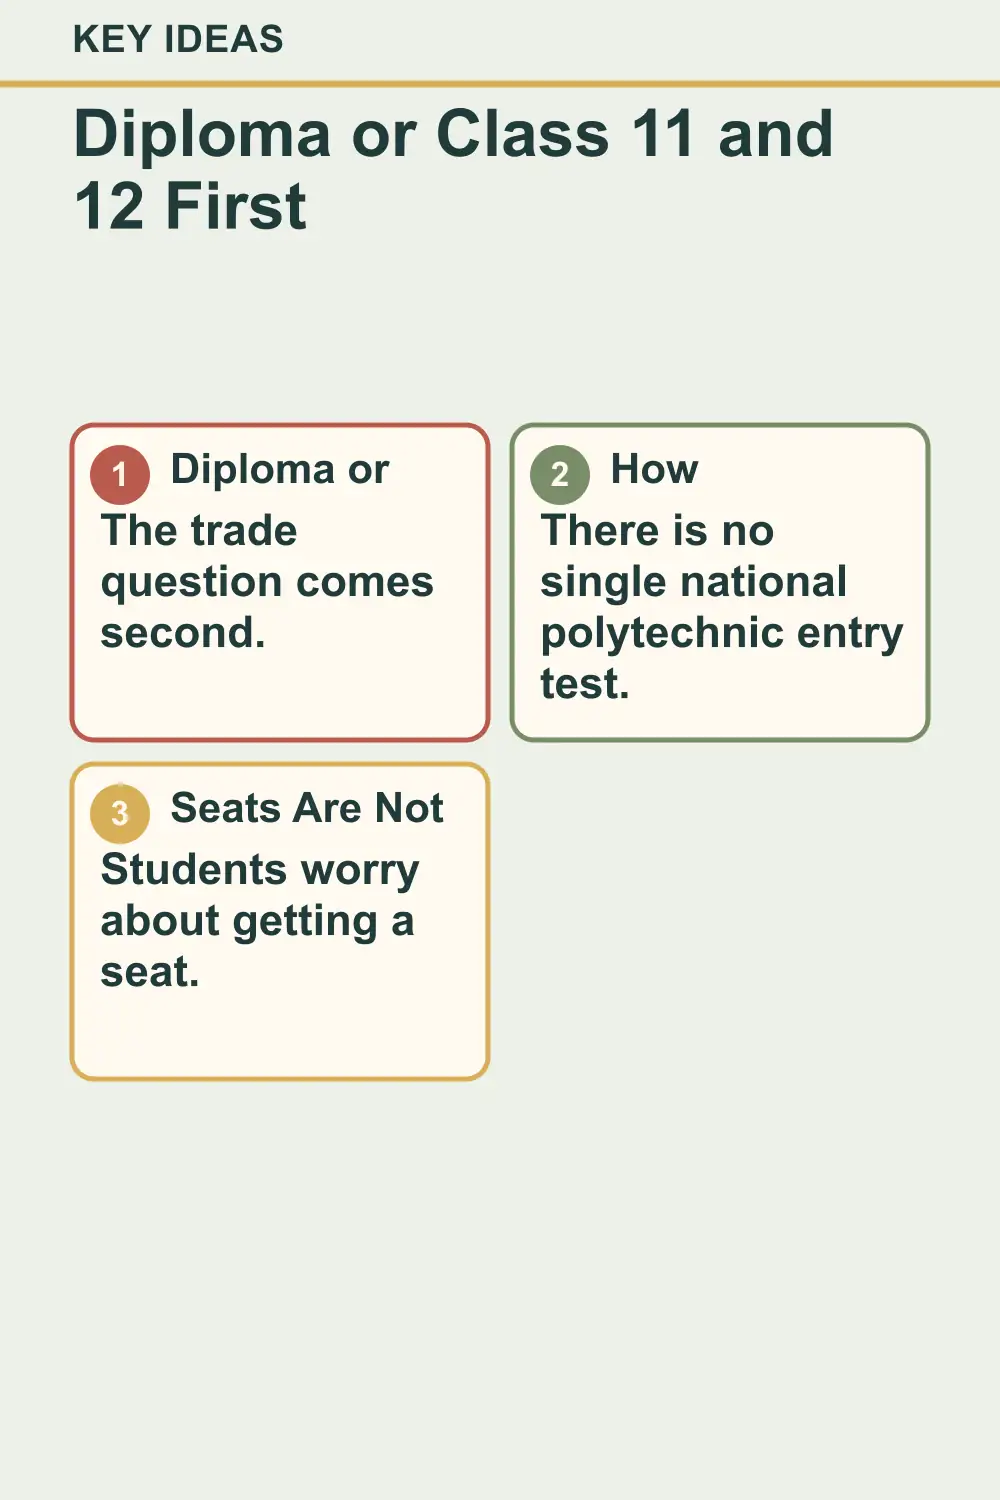 KEY IDEAS
Diploma or Class 11 and
12 First
1 Diploma or
The trade
question comes
second.
2 How
There is no
single national
polytechnic entry
test.
3 Seats Are Not
Students worry
about getting a
seat.